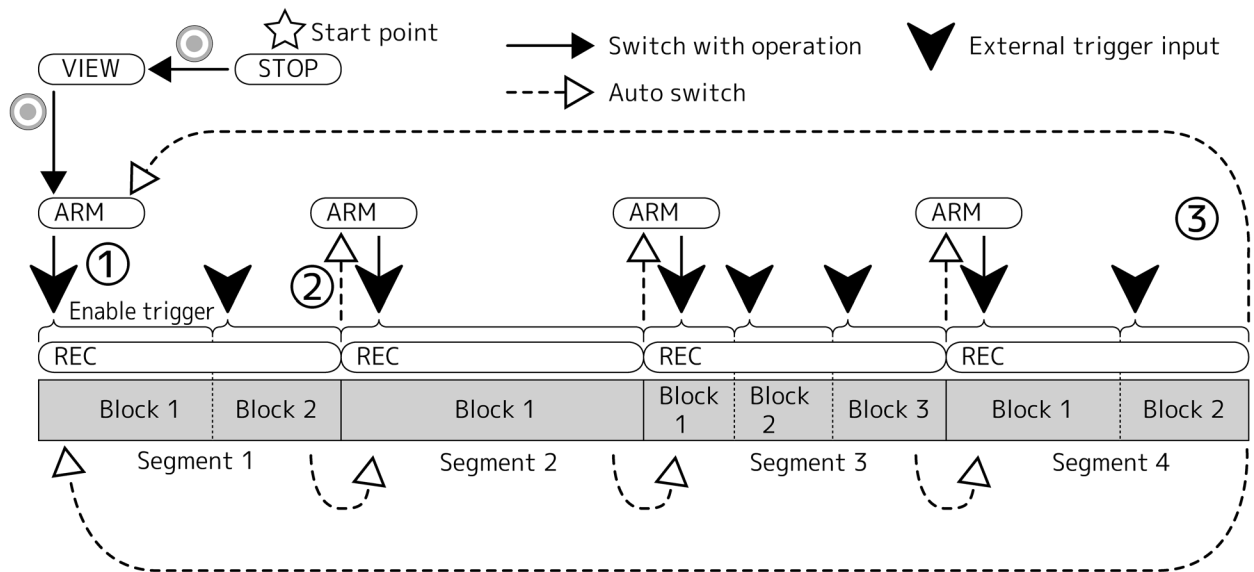 Start point
VIEW
STOP
Switch with operation
External trigger input
Auto switch
ARM
ARM
ARM
ARM
①
②
③
Enable trigger
REC
REC
REC
REC
Block 1
Block 2
Block 1
Block
1
Block
2
Block 3
Block 1
Block 2
Segment 1
Segment 2
Segment 3
Segment 4